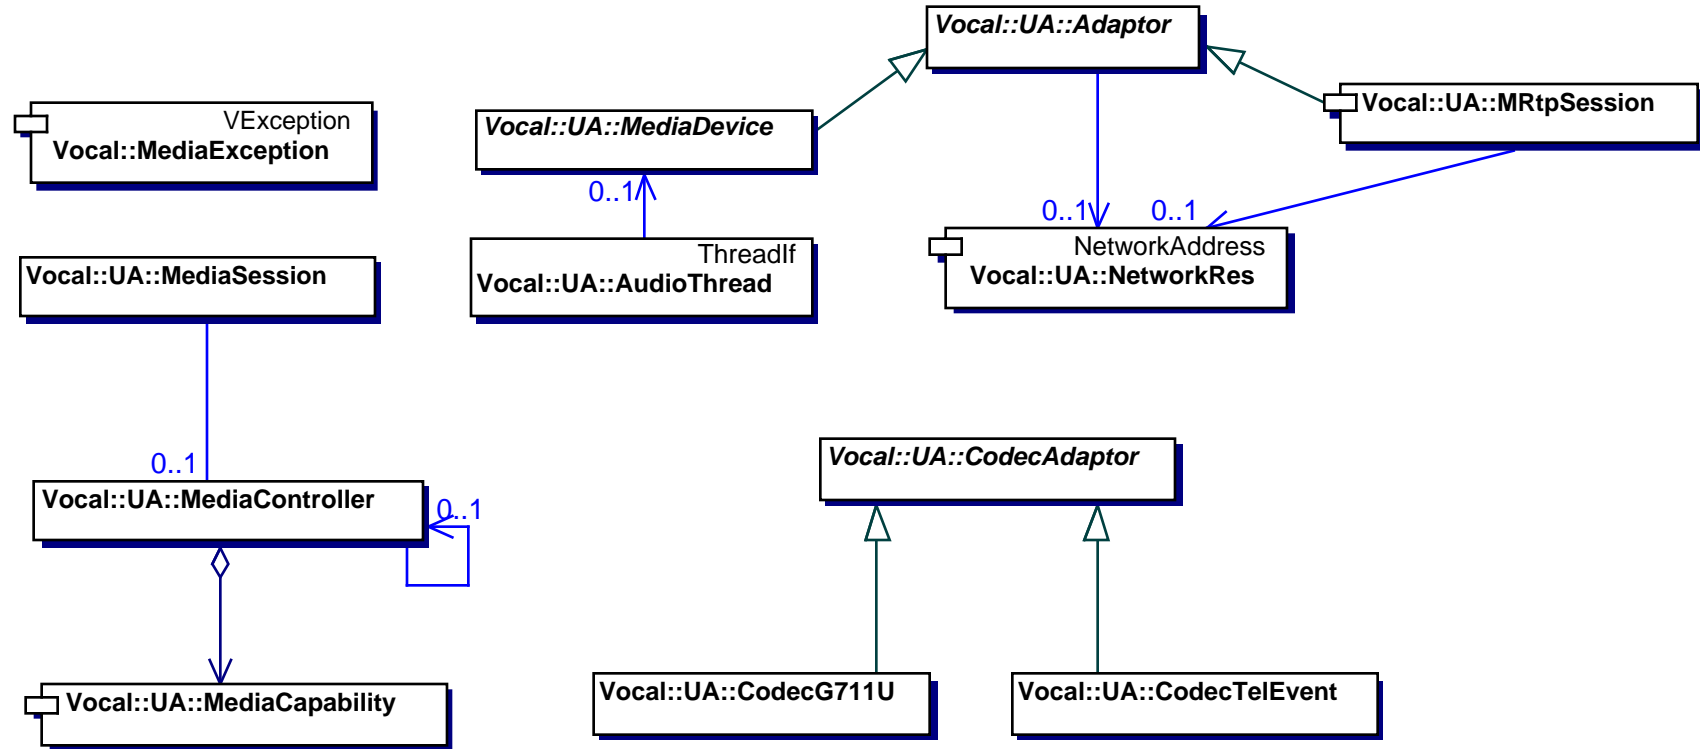 Vocal::UA::Adaptor
Vocal::UA::MRtpSession
VException
Vocal::MediaException
Vocal::UA::MediaDevice
0..1
0..1
0..1
ThreadIf
Vocal::UA::AudioThread
NetworkAddress
Vocal::UA::NetworkRes
Vocal::UA::MediaSession
0..1
Vocal::UA::CodecAdaptor
Vocal::UA::MediaController
0..1
Vocal::UA::MediaCapability
Vocal::UA::CodecG711U
Vocal::UA::CodecTelEvent